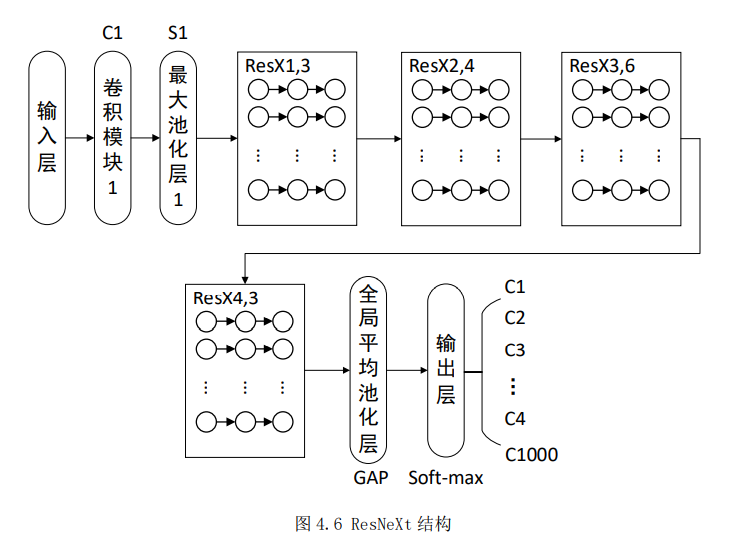 C1
S1
输入层
卷积模块1
最大池化层1
ResX1,3
ResX2,4
ResX3,6
ResX4,3
全局平均池化层
输出层
C1
C2
C3
C4
C1000
GAP
Soft-max
图 4.6 ResNeXt 结构